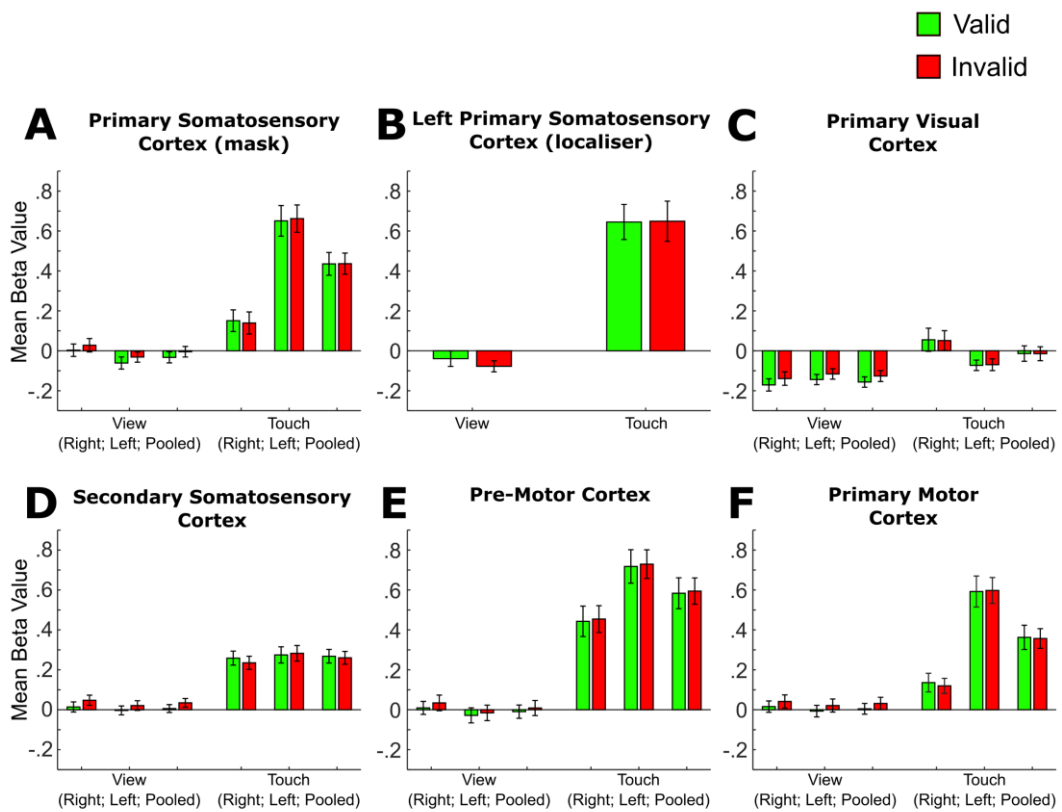 Valid
Invalid
A
Primary Somatosensory
Cortex (mask)
B
Left Primary Somatosensory
Cortex (localiser)
C
Primary Visual
Cortex
Mean Beta Value
.8
.6
.4
.2
0
-.2
View
(Right; Left; Pooled)
Touch
(Right; Left; Pooled)
.8
.6
.4
.2
0
-.2
View
Touch
.8
.6
.4
.2
0
-.2
View
(Right; Left; Pooled)
Touch
(Right; Left; Pooled)
D
Secondary Somatosensory
Cortex
E
Pre-Motor Cortex
F
Primary Motor
Cortex
Mean Beta Value
.8
.6
.4
.2
0
-.2
View
(Right; Left; Pooled)
Touch
(Right; Left; Pooled)
.8
.6
.4
.2
0
-.2
View
(Right; Left; Pooled)
Touch
(Right; Left; Pooled)
.8
.6
.4
.2
0
-.2
View
(Right; Left; Pooled)
Touch
(Right; Left; Pooled)